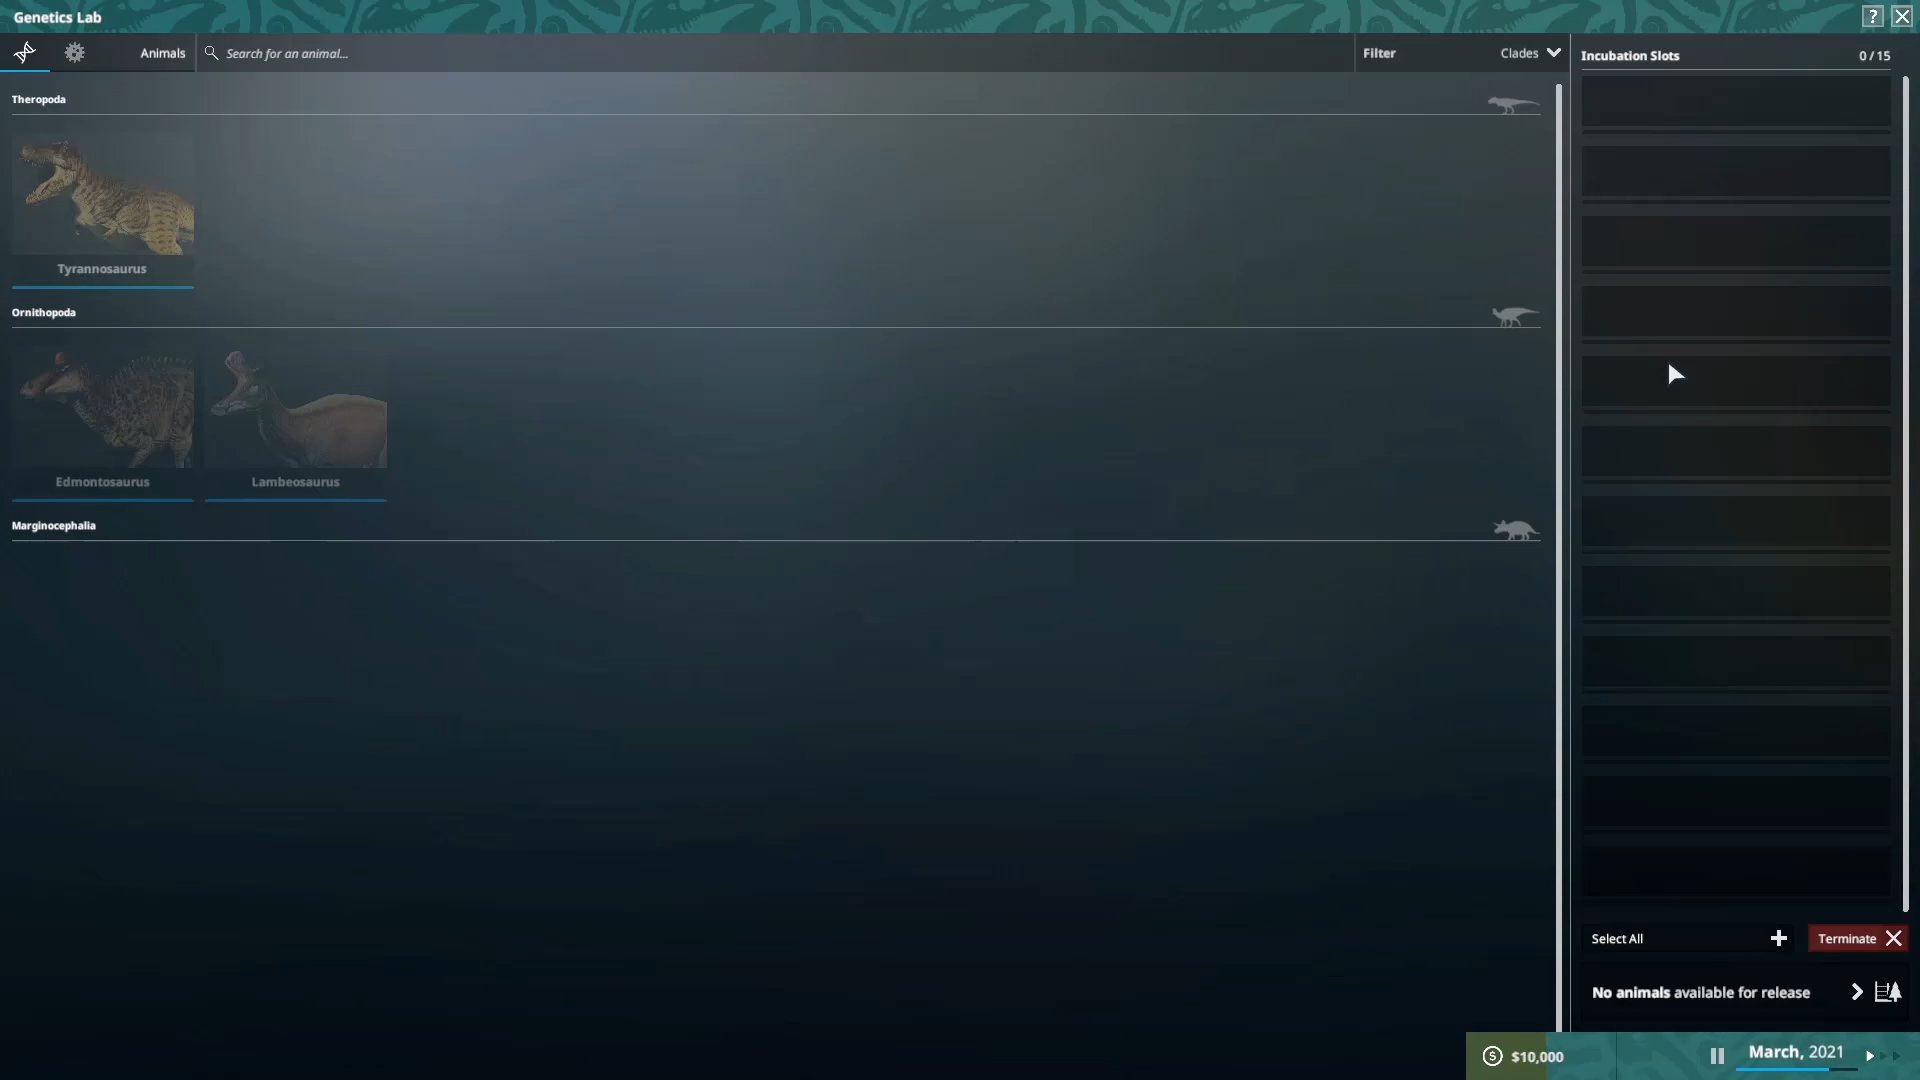 Genetics Lab
?
Animals
Search for an animal...
Filter
Clades
Incubation Slots
0 / 15
Theropoda
Tyrannosaurus
Ornithopoda
Edmontosaurus
Lambeosaurus
Marginocephalia
Select All
Terminate
No animals available for release
$10,000
March, 2021